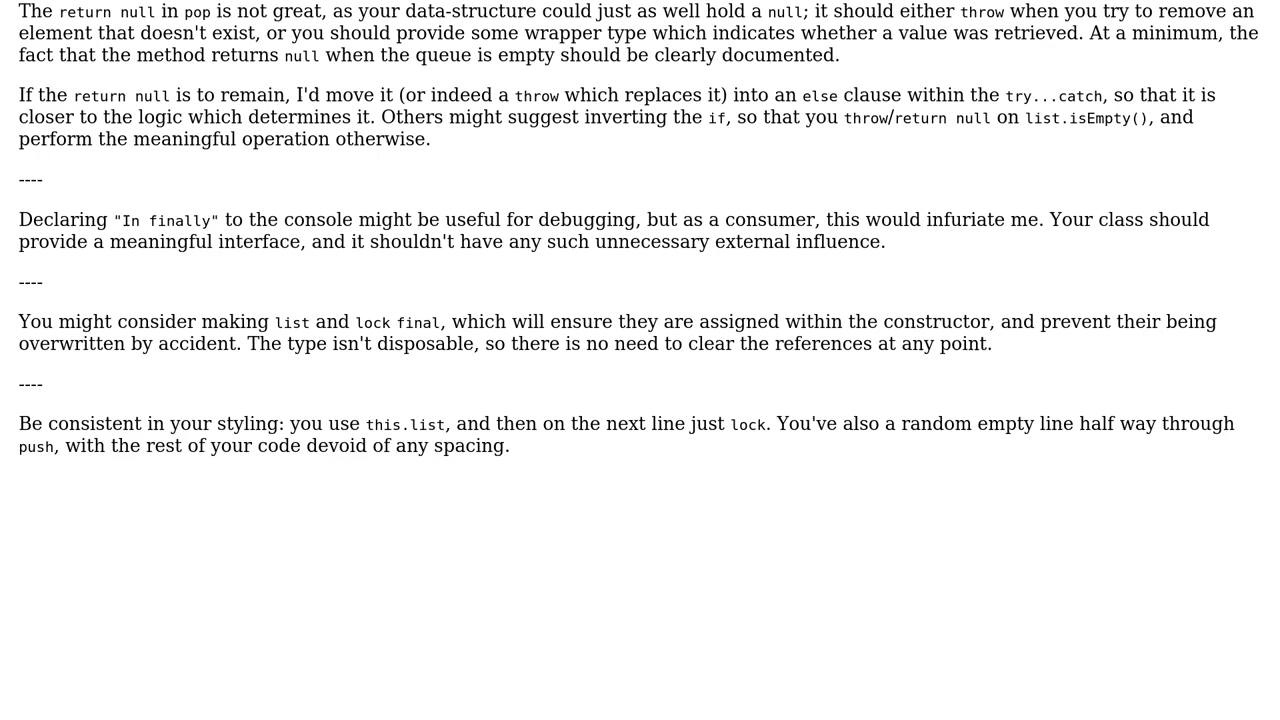 The return null in pop is not great, as your data-structure could just as well hold a null; it should either throw when you try to remove an
element that doesn't exist, or you should provide some wrapper type which indicates whether a value was retrieved. At a minimum, the
fact that the method returns null when the queue is empty should be clearly documented.
If the return null is to remain, I'd move it (or indeed a throw which replaces it) into an else clause within the try...catch, so that it is
closer to the logic which determines it. Others might suggest inverting the if, so that you throw/return null on list.isEmpty(), and
perform the meaningful operation otherwise.
----
Declaring "In finally" to the console might be useful for debugging, but as a consumer, this would infuriate me. Your class should
provide a meaningful interface, and it shouldn't have any such unnecessary external influence.
----
You might consider making list and lock final, which will ensure they are assigned within the constructor, and prevent their being
overwritten by accident. The type isn't disposable, so there is no need to clear the references at any point.
----
Be consistent in your styling: you use this.list, and then on the next line just lock. You've also a random empty line half way through
push, with the rest of your code devoid of any spacing.